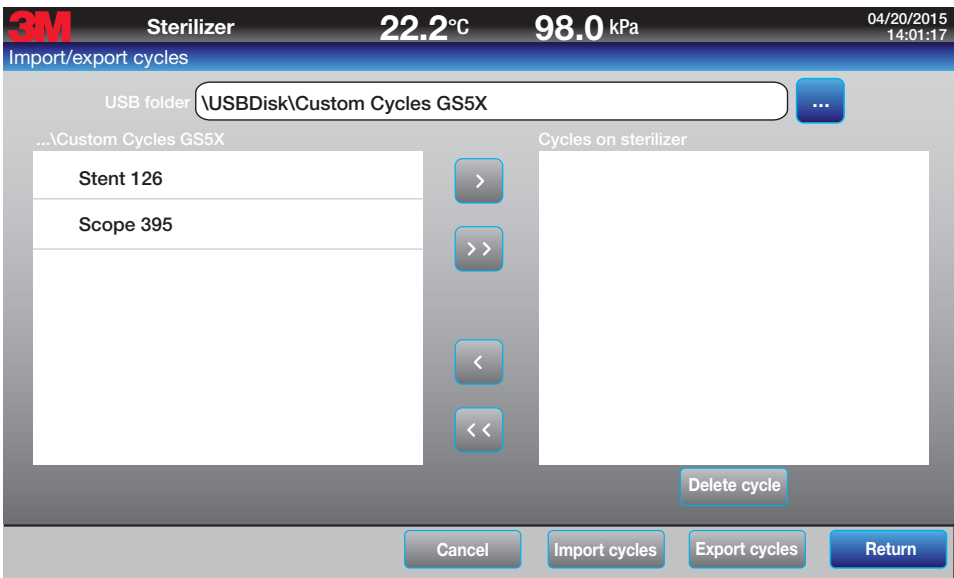 3M Sterilizer 22.2°C 98.0 kPa 04/20/2015
14:01:17
Import/export cycles
USB folder \USBDisk\Custom Cycles GS5X ...
...\Custom Cycles GS5X Cycles on sterilizer
Stent 126
>
Scope 395
> >
<
< <
Delete cycle
Cancel Import cycles Export cycles Return